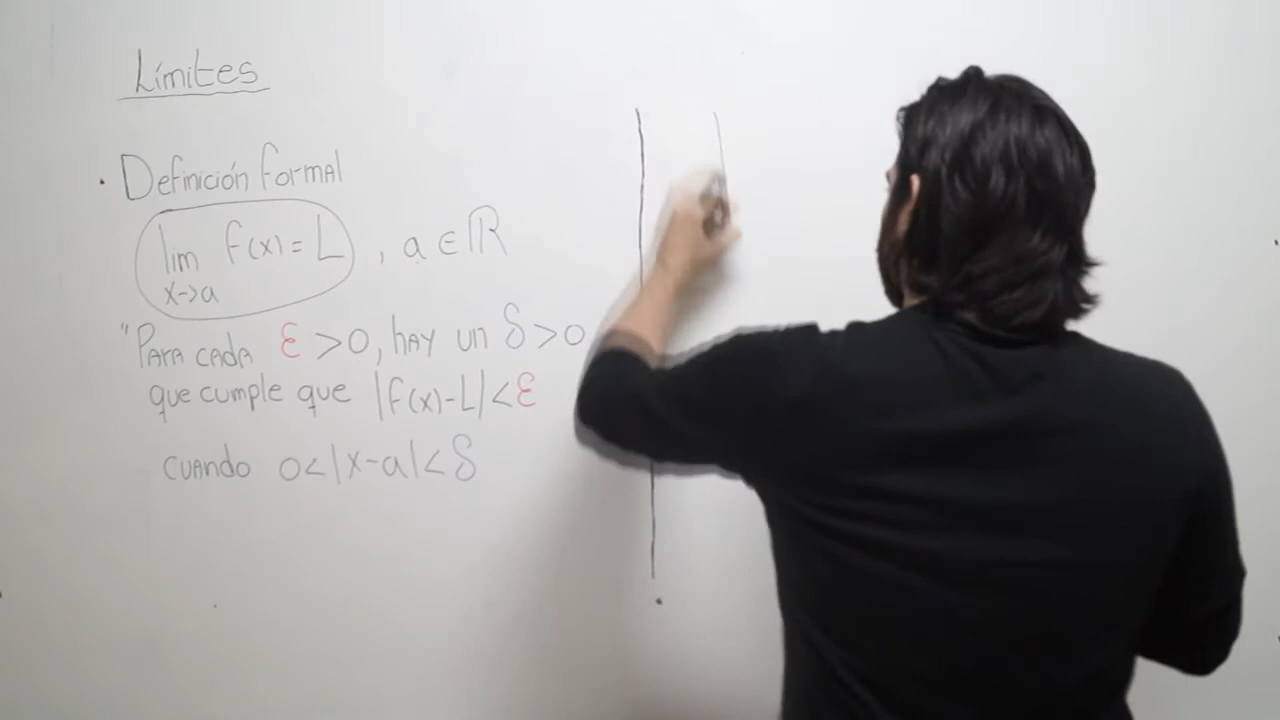 Límites
· Definición formal
lim f(x) = L , a ∈ ℝ
x->a
"Para cada ε > 0, hay un δ > 0
que cumple que |f(x)-L| < ε
cuando 0<|x-a|<δ